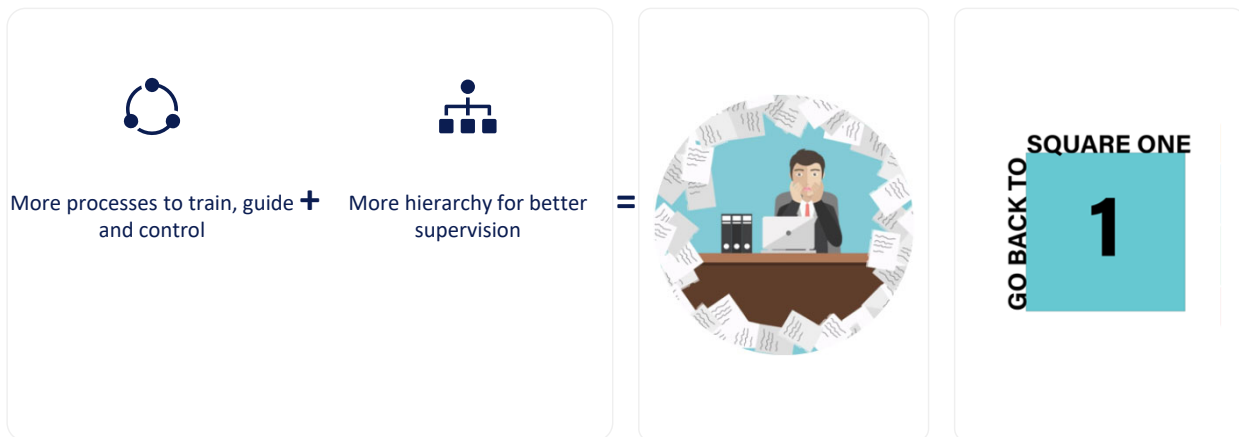 More processes to train, guide
and control
+
More hierarchy for better
supervision
=
GO BACK TO
SQUARE ONE
1